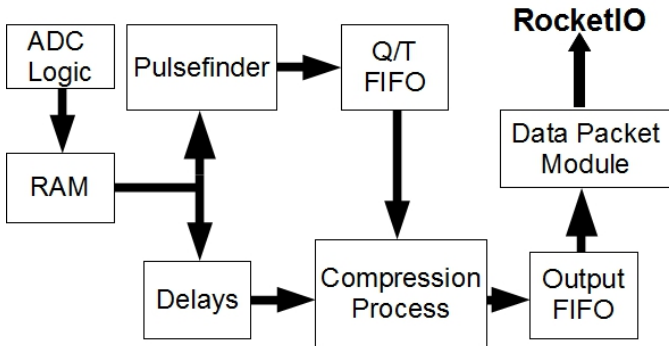 ADC
Logic
RAM
Pulsefinder
Delays
Q/T
FIFO
Compression
Process
Output
FIFO
Data Packet
Module
RocketIO